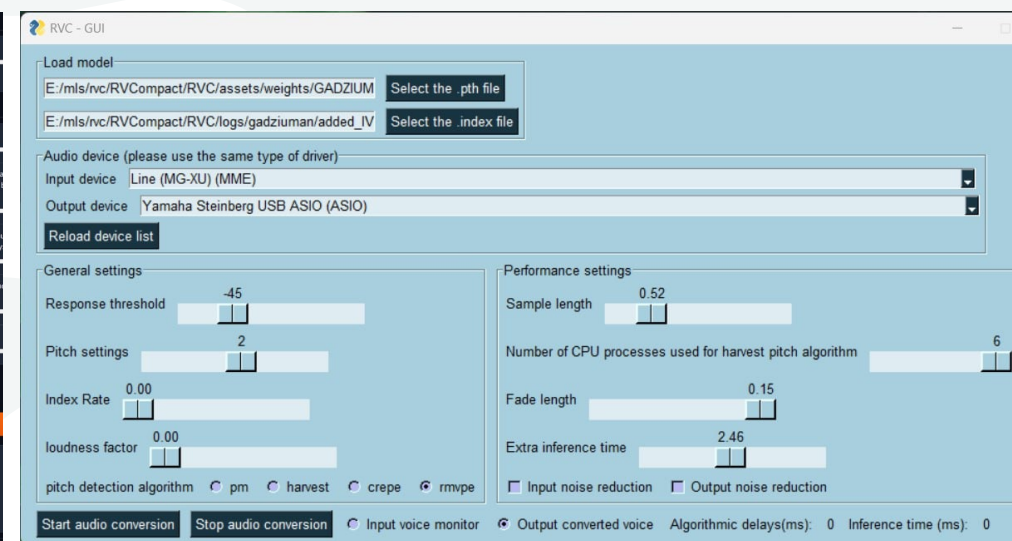 RVC - GUI
Load model
E:/mls/rvc/RVCompact/RVC/assets/weights/GADZIUM Select the .pth file
E:/mls/rvc/RVCompact/RVC/logs/gadziuman/added_IV Select the .index file
Audio device (please use the same type of driver)
Input device Line (MG-XU) (MME)
Output device Yamaha Steinberg USB ASIO (ASIO)
Reload device list
General settings
-45
Response threshold
2
Pitch settings
0.00
Index Rate
0.00
loudness factor
pitch detection algorithm pm harvest crepe rmvpe
Performance settings
0.52
Sample length
6
Number of CPU processes used for harvest pitch algorithm
0.15
Fade length
2.46
Extra inference time
Input noise reduction Output noise reduction
Start audio conversion Stop audio conversion Input voice monitor Output converted voice Algorithmic delays(ms): 0 Inference time (ms): 0